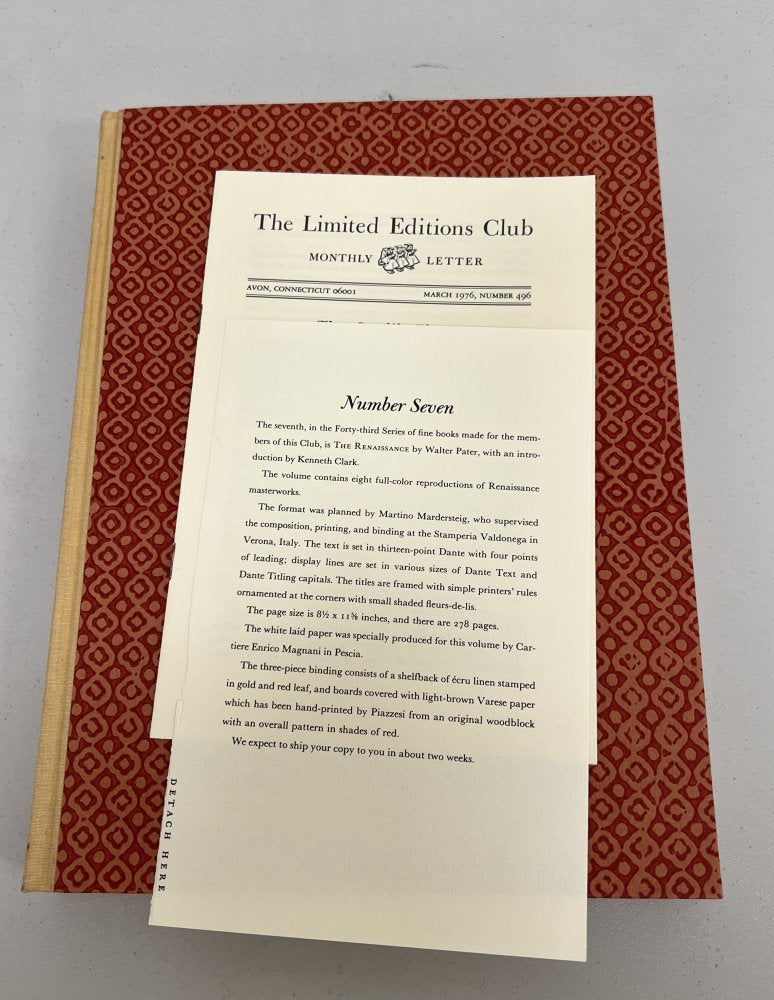 The Limited Editions Club
MONTHLY LETTER
AVON, CONNECTICUT 06001 MARCH 1976, NUMBER 496
Number Seven
The seventh, in the Forty-third Series of fine books made for the mem-
bers of this Club, is THE RENAISSANCE by Walter Pater, with an intro-
duction by Kenneth Clark.
The volume contains eight full-color reproductions of Renaissance
masterworks.
The format was planned by Martino Mardersteig, who supervised
the composition, printing, and binding at the Stamperia Valdonega in
Verona, Italy. The text is set in thirteen-point Dante with four points
of leading; display lines are set in various sizes of Dante Text and
Dante Titling capitals. The titles are framed with simple printers' rules
ornamented at the corners with small shaded fleurs-de-lis.
The page size is 8½ x 11⅜ inches, and there are 278 pages.
The white laid paper was specially produced for this volume by Car-
tiere Enrico Magnani in Pescia.
The three-piece binding consists of a shelfback of écru linen stamped
in gold and red leaf, and boards covered with light-brown Varese paper
which has been hand-printed by Piazzesi from an original woodblock
with an overall pattern in shades of red.
We expect to ship your copy to you in about two weeks.
DETACH HERE